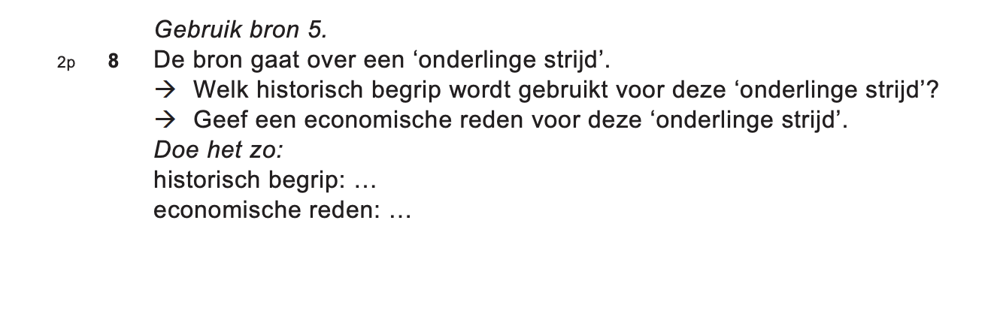 Gebruik bron 5.
2p 8 De bron gaat over een ‘onderlinge strijd’.
→ Welk historisch begrip wordt gebruikt voor deze ‘onderlinge strijd’?
→ Geef een economische reden voor deze ‘onderlinge strijd’.
Doe het zo:
historisch begrip: …
economische reden: …